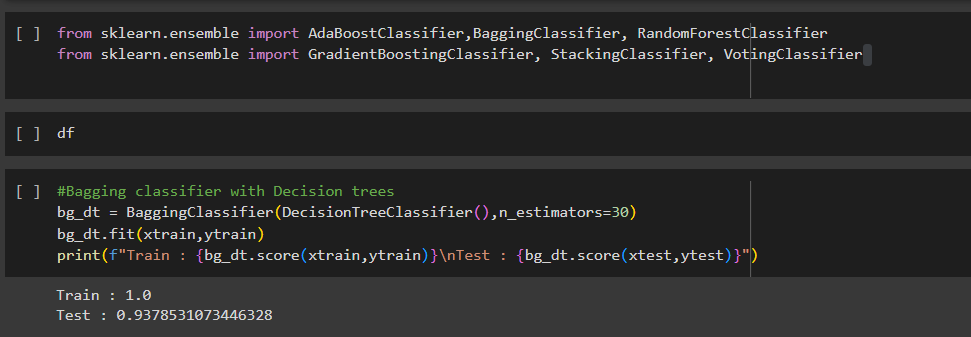 [ ] from sklearn.ensemble import AdaBoostClassifier,BaggingClassifier, RandomForestClassifier
from sklearn.ensemble import GradientBoostingClassifier, StackingClassifier, VotingClassifier
[ ] df
[ ] #Bagging classifier with Decision trees
bg_dt = BaggingClassifier(DecisionTreeClassifier(),n_estimators=30)
bg_dt.fit(xtrain,ytrain)
print(f"Train : {bg_dt.score(xtrain,ytrain)}\nTest : {bg_dt.score(xtest,ytest)}")
Train : 1.0
Test : 0.9378531073446328